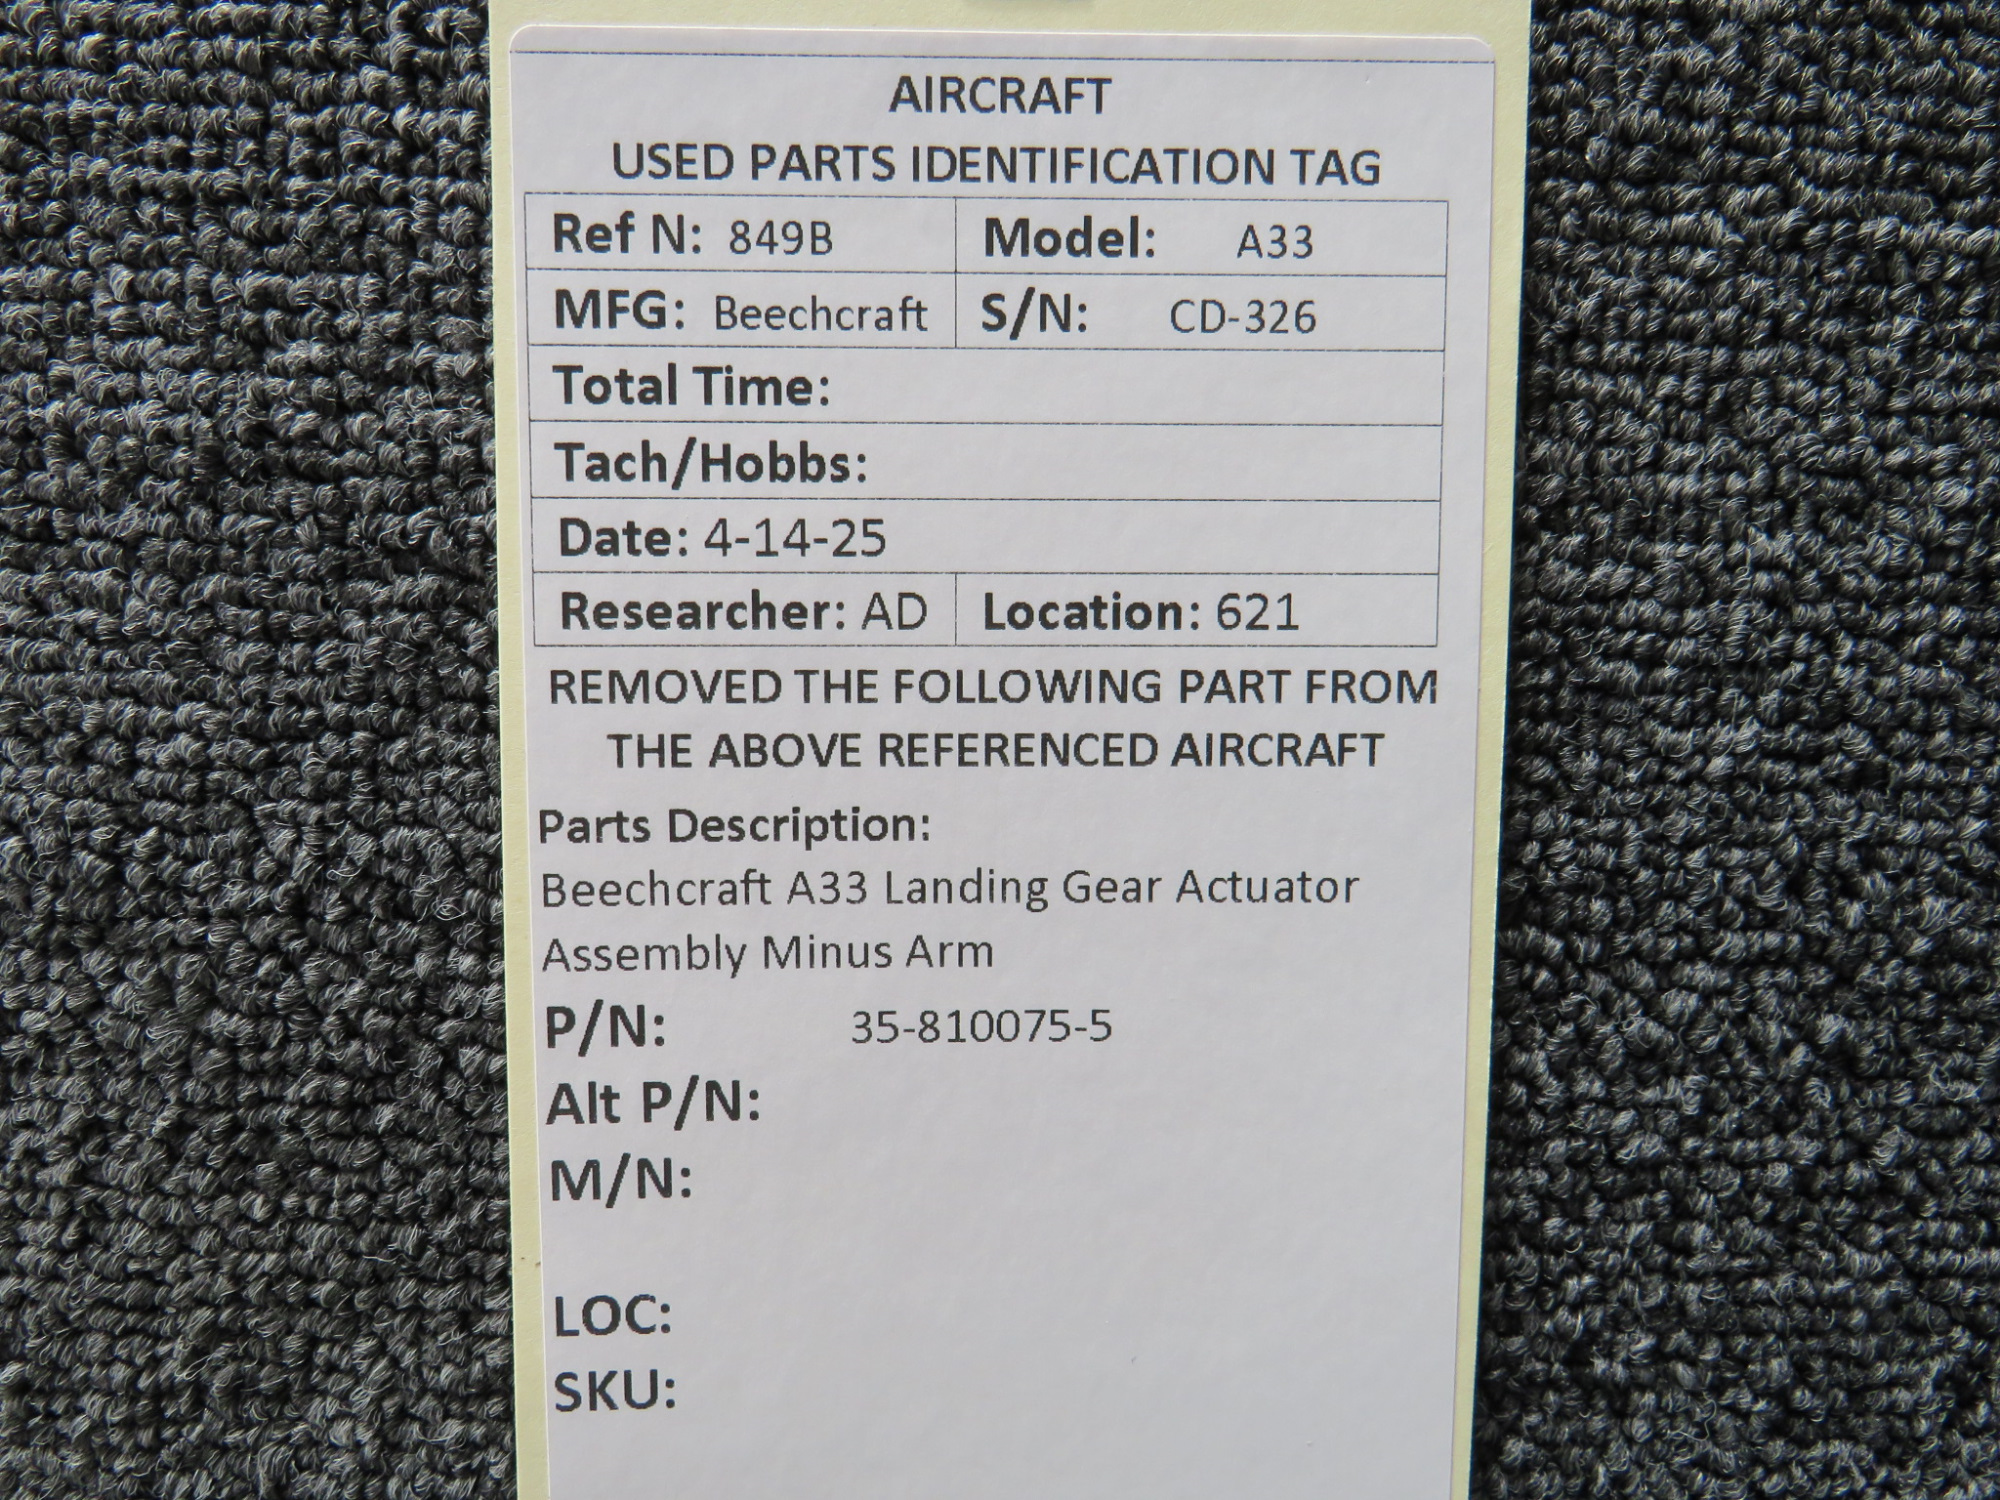 AIRCRAFT
USED PARTS IDENTIFICATION TAG
Ref N: 849B Model: A33
MFG: Beechcraft S/N: CD-326
Total Time:
Tach/Hobbs:
Date: 4-14-25
Researcher: AD Location: 621
REMOVED THE FOLLOWING PART FROM
THE ABOVE REFERENCED AIRCRAFT
Parts Description:
Beechcraft A33 Landing Gear Actuator
Assembly Minus Arm
P/N: 35-810075-5
Alt P/N:
M/N:
LOC:
SKU: